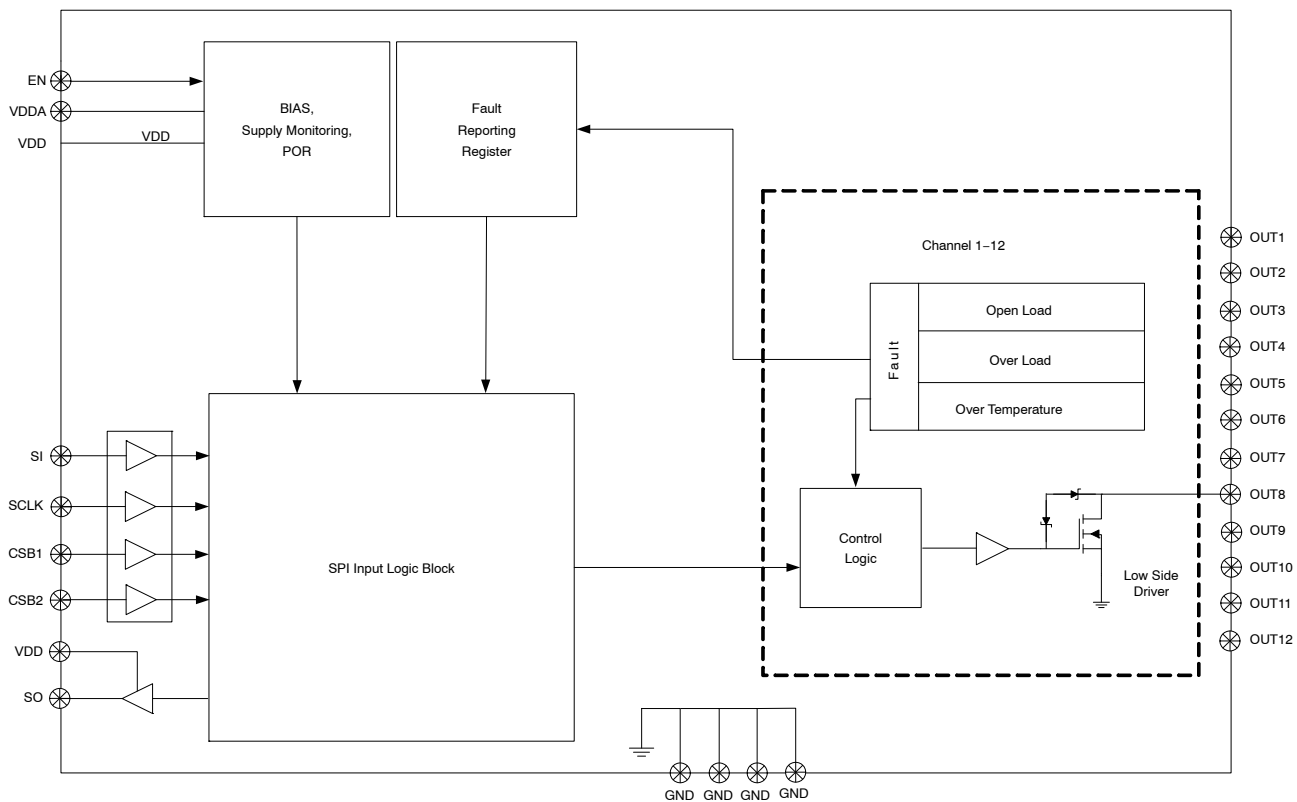 EN
VDDA
VDD
VDD
BIAS,
Supply Monitoring,
POR
Fault
Reporting
Register
Channel 1–12
Fault
Open Load
Over Load
Over Temperature
SI
SCLK
CSB1
CSB2
VDD
SO
SPI Input Logic Block
Control
Logic
Low Side
Driver
OUT1
OUT2
OUT3
OUT4
OUT5
OUT6
OUT7
OUT8
OUT9
OUT10
OUT11
OUT12
GND GND GND GND